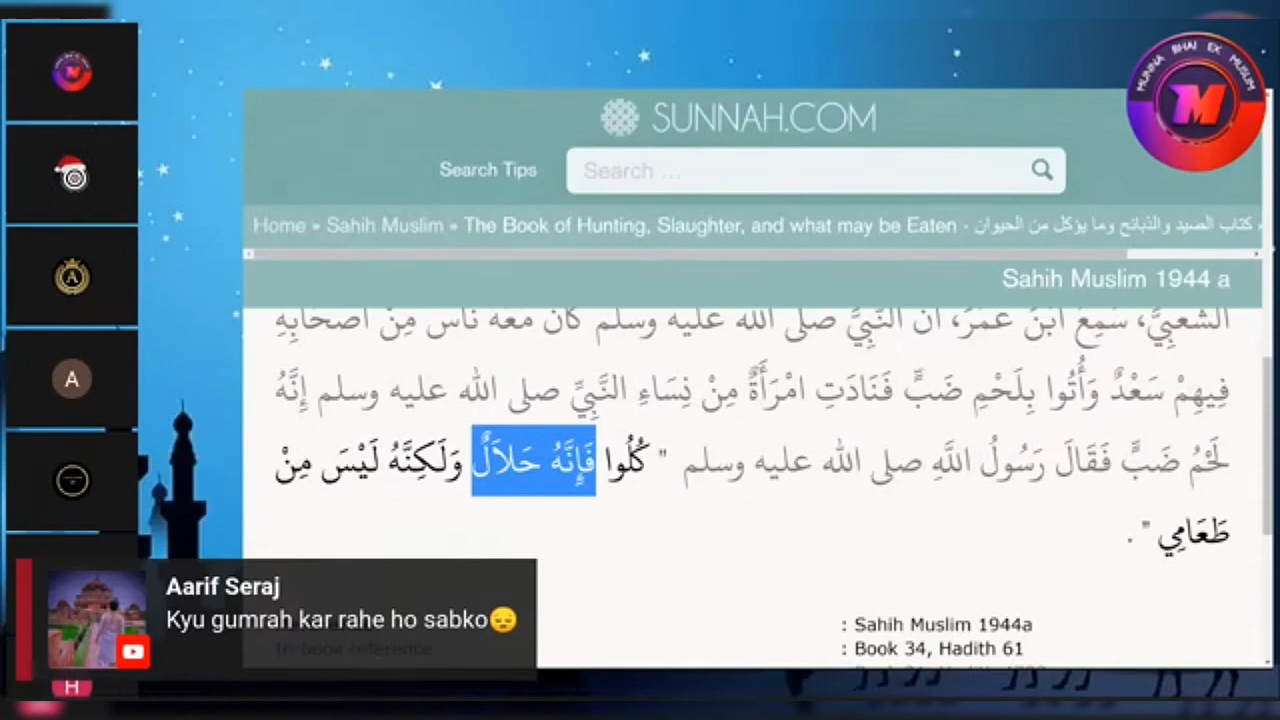 MUNNA BHAI EX MUSLIM
M
SUNNAH.COM
Search Tips
Search ...
Home » Sahih Muslim » The Book of Hunting, Slaughter, and what may be Eaten - كتاب الصيد والذبائح وما يؤكل من الحيوان
Sahih Muslim 1944 a
الشَّعْبِيَّ، سَمِعَ ابْنَ عُمَرَ، أَنَّ النَّبِيَّ صلى الله عليه وسلم كَانَ مَعَهُ نَاسٌ مِنْ أَصْحَابِهِ
فِيهِمْ سَعْدٌ وَأُتُوا بِلَحْمِ ضَبٍّ فَنَادَتِ امْرَأَةٌ مِنْ نِسَاءِ النَّبِيِّ صلى الله عليه وسلم إِنَّهُ
لَحْمُ ضَبٍّ فَقَالَ رَسُولُ اللَّهِ صلى الله عليه وسلم " كُلُوا فَإِنَّهُ حَلاَلٌ وَلَكِنَّهُ لَيْسَ مِنْ
طَعَامِي " .
A
A
Aarif Seraj
Kyu gumrah kar rahe ho sabko😔
: Sahih Muslim 1944a
In-book reference : Book 34, Hadith 61
H